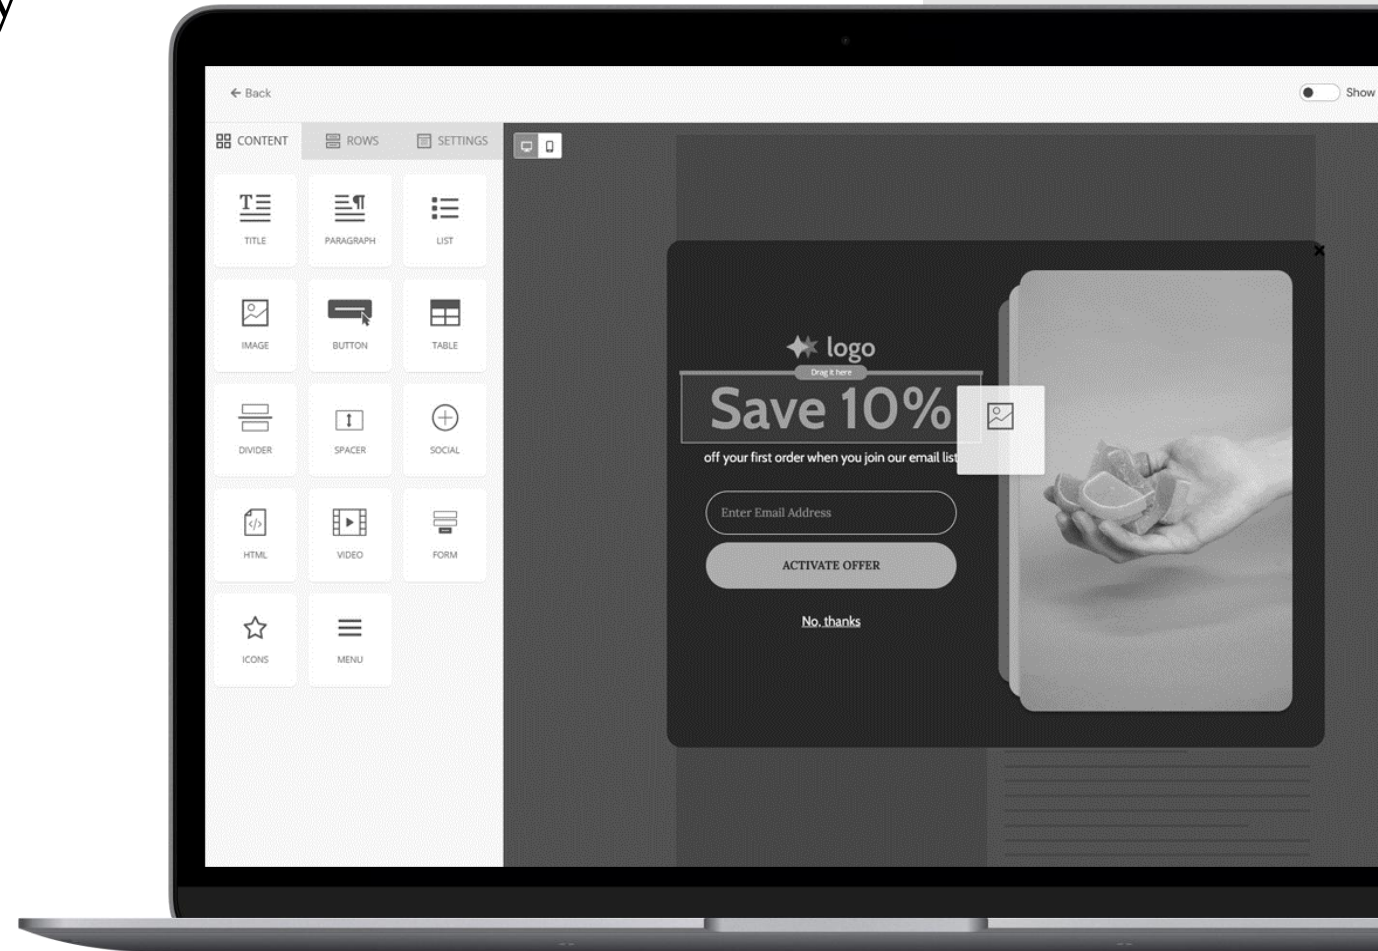 y
Back
Show
CONTENT
ROWS
SETTINGS
TITLE
PARAGRAPH
LIST
IMAGE
BUTTON
TABLE
DIVIDER
SPACER
SOCIAL
HTML
VIDEO
FORM
ICONS
MENU
logo
Drag it here
Save 10%
off your first order when you join our email list
Enter Email Address
ACTIVATE OFFER
No, thanks